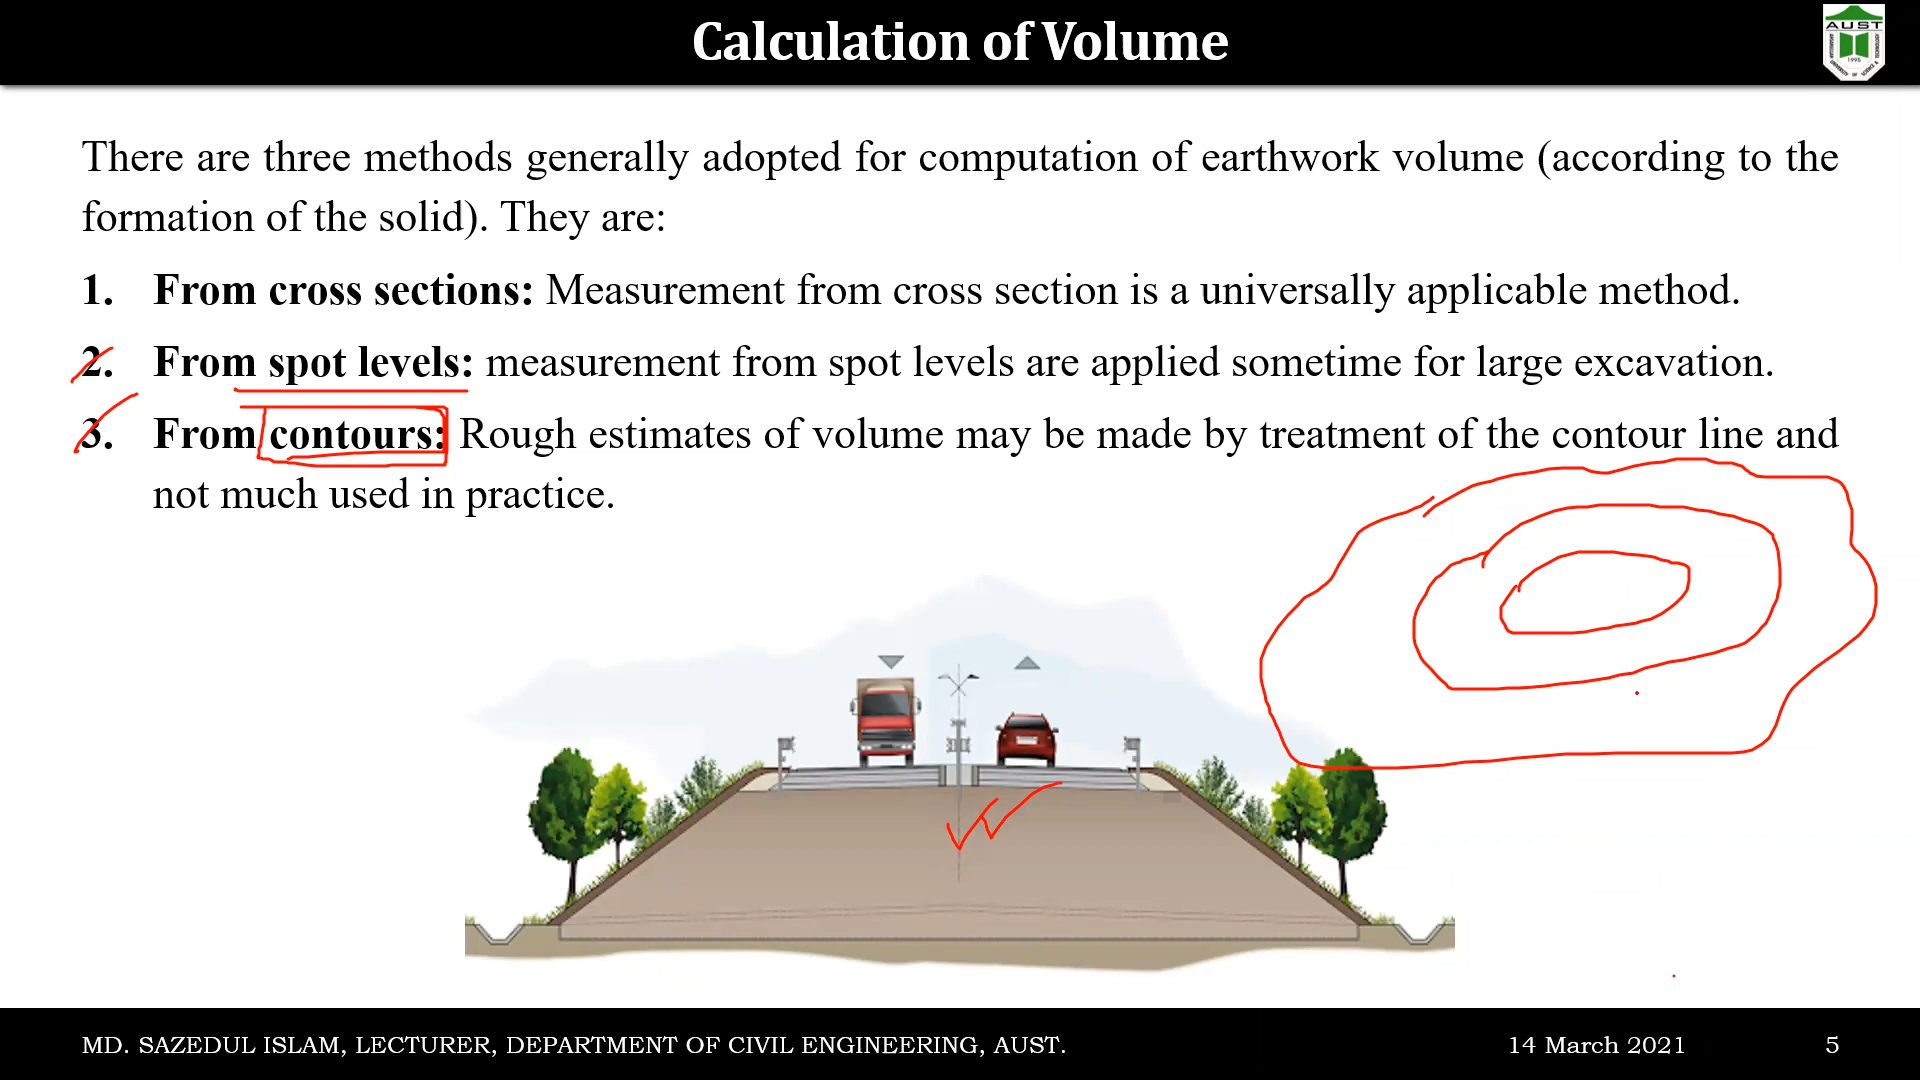 Calculation of Volume
AUST
1995
There are three methods generally adopted for computation of earthwork volume (according to the
formation of the solid). They are:
1. From cross sections: Measurement from cross section is a universally applicable method.
2. From spot levels: measurement from spot levels are applied sometime for large excavation.
3. From contours: Rough estimates of volume may be made by treatment of the contour line and
not much used in practice.
MD. SAZEDUL ISLAM, LECTURER, DEPARTMENT OF CIVIL ENGINEERING, AUST.
14 March 2021
5